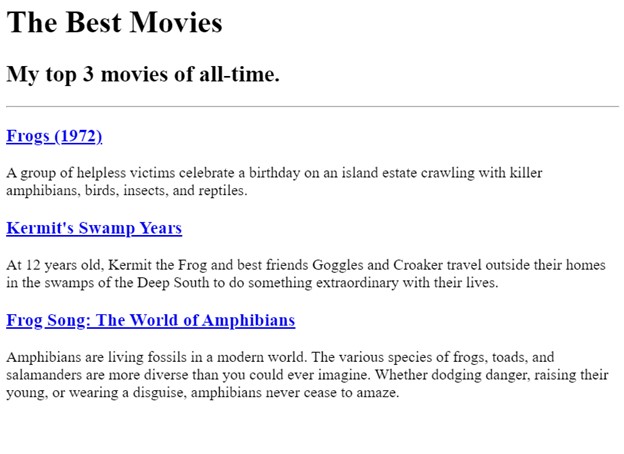 The Best Movies
My top 3 movies of all-time.
Frogs (1972)
A group of helpless victims celebrate a birthday on an island estate crawling with killer
amphibians, birds, insects, and reptiles.
Kermit's Swamp Years
At 12 years old, Kermit the Frog and best friends Goggles and Croaker travel outside their homes
in the swamps of the Deep South to do something extraordinary with their lives.
Frog Song: The World of Amphibians
Amphibians are living fossils in a modern world. The various species of frogs, toads, and
salamanders are more diverse than you could ever imagine. Whether dodging danger, raising their
young, or wearing a disguise, amphibians never cease to amaze.